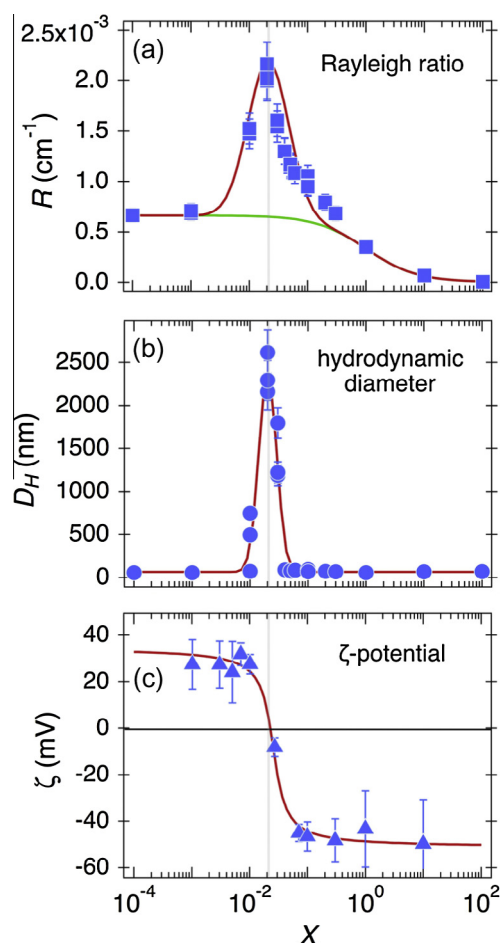 2.5x10⁻³
(a)
Rayleigh ratio
2.0
1.5
1.0
0.5
0.0
R (cm⁻¹)
(b)
hydrodynamic
diameter
2500
2000
1500
1000
500
0
D_H (nm)
40
ζ-potential
20
(c)
0
-20
-40
-60
ζ (mV)
10⁻⁴ 10⁻² 10⁰ 10²
X